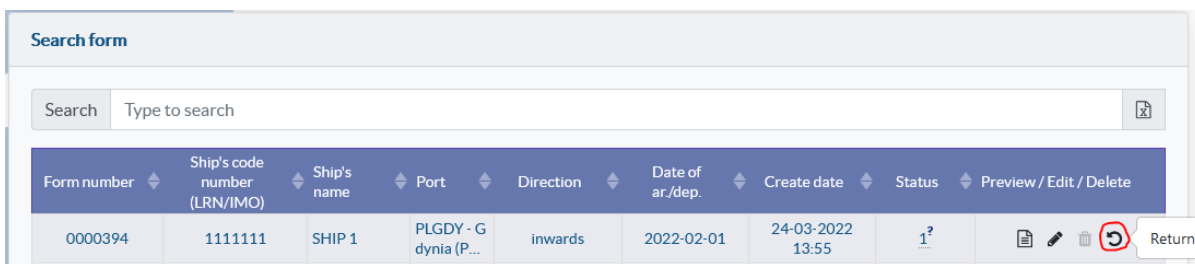 Search form
Search Type to search
Form number Ship's code number (LRN/IMO) Ship's name Port Direction Date of ar./dep. Create date Status Preview / Edit / Delete
0000394 1111111 SHIP 1 PLGDY - G dynia (P... inwards 2022-02-01 24-03-2022 13:55 1? Return